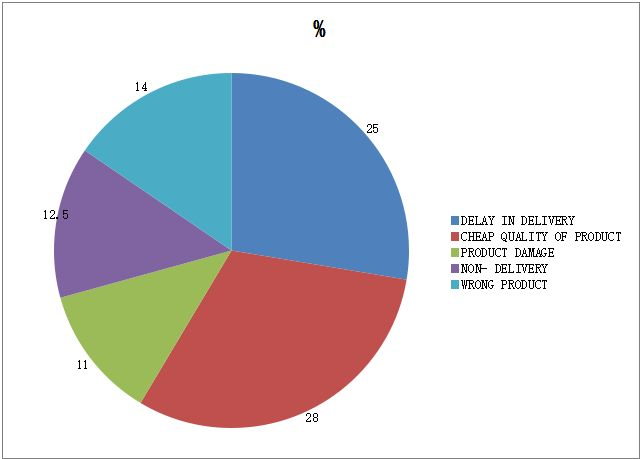 %
14
25
12.5
11
28
DELAY IN DELIVERY
CHEAP QUALITY OF PRODUCT
PRODUCT DAMAGE
NON- DELIVERY
WRONG PRODUCT